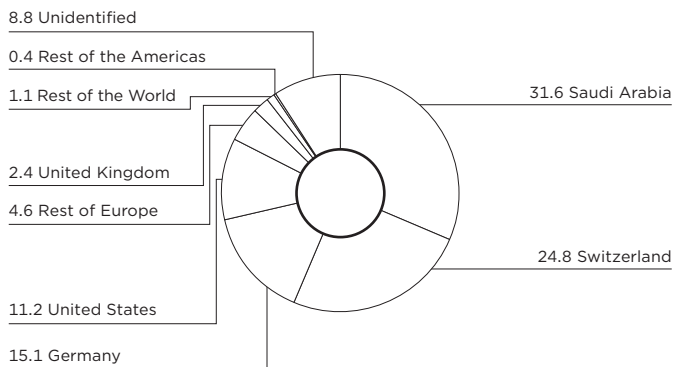 8.8 Unidentified
0.4 Rest of the Americas
1.1 Rest of the World
31.6 Saudi Arabia
2.4 United Kingdom
4.6 Rest of Europe
24.8 Switzerland
11.2 United States
15.1 Germany